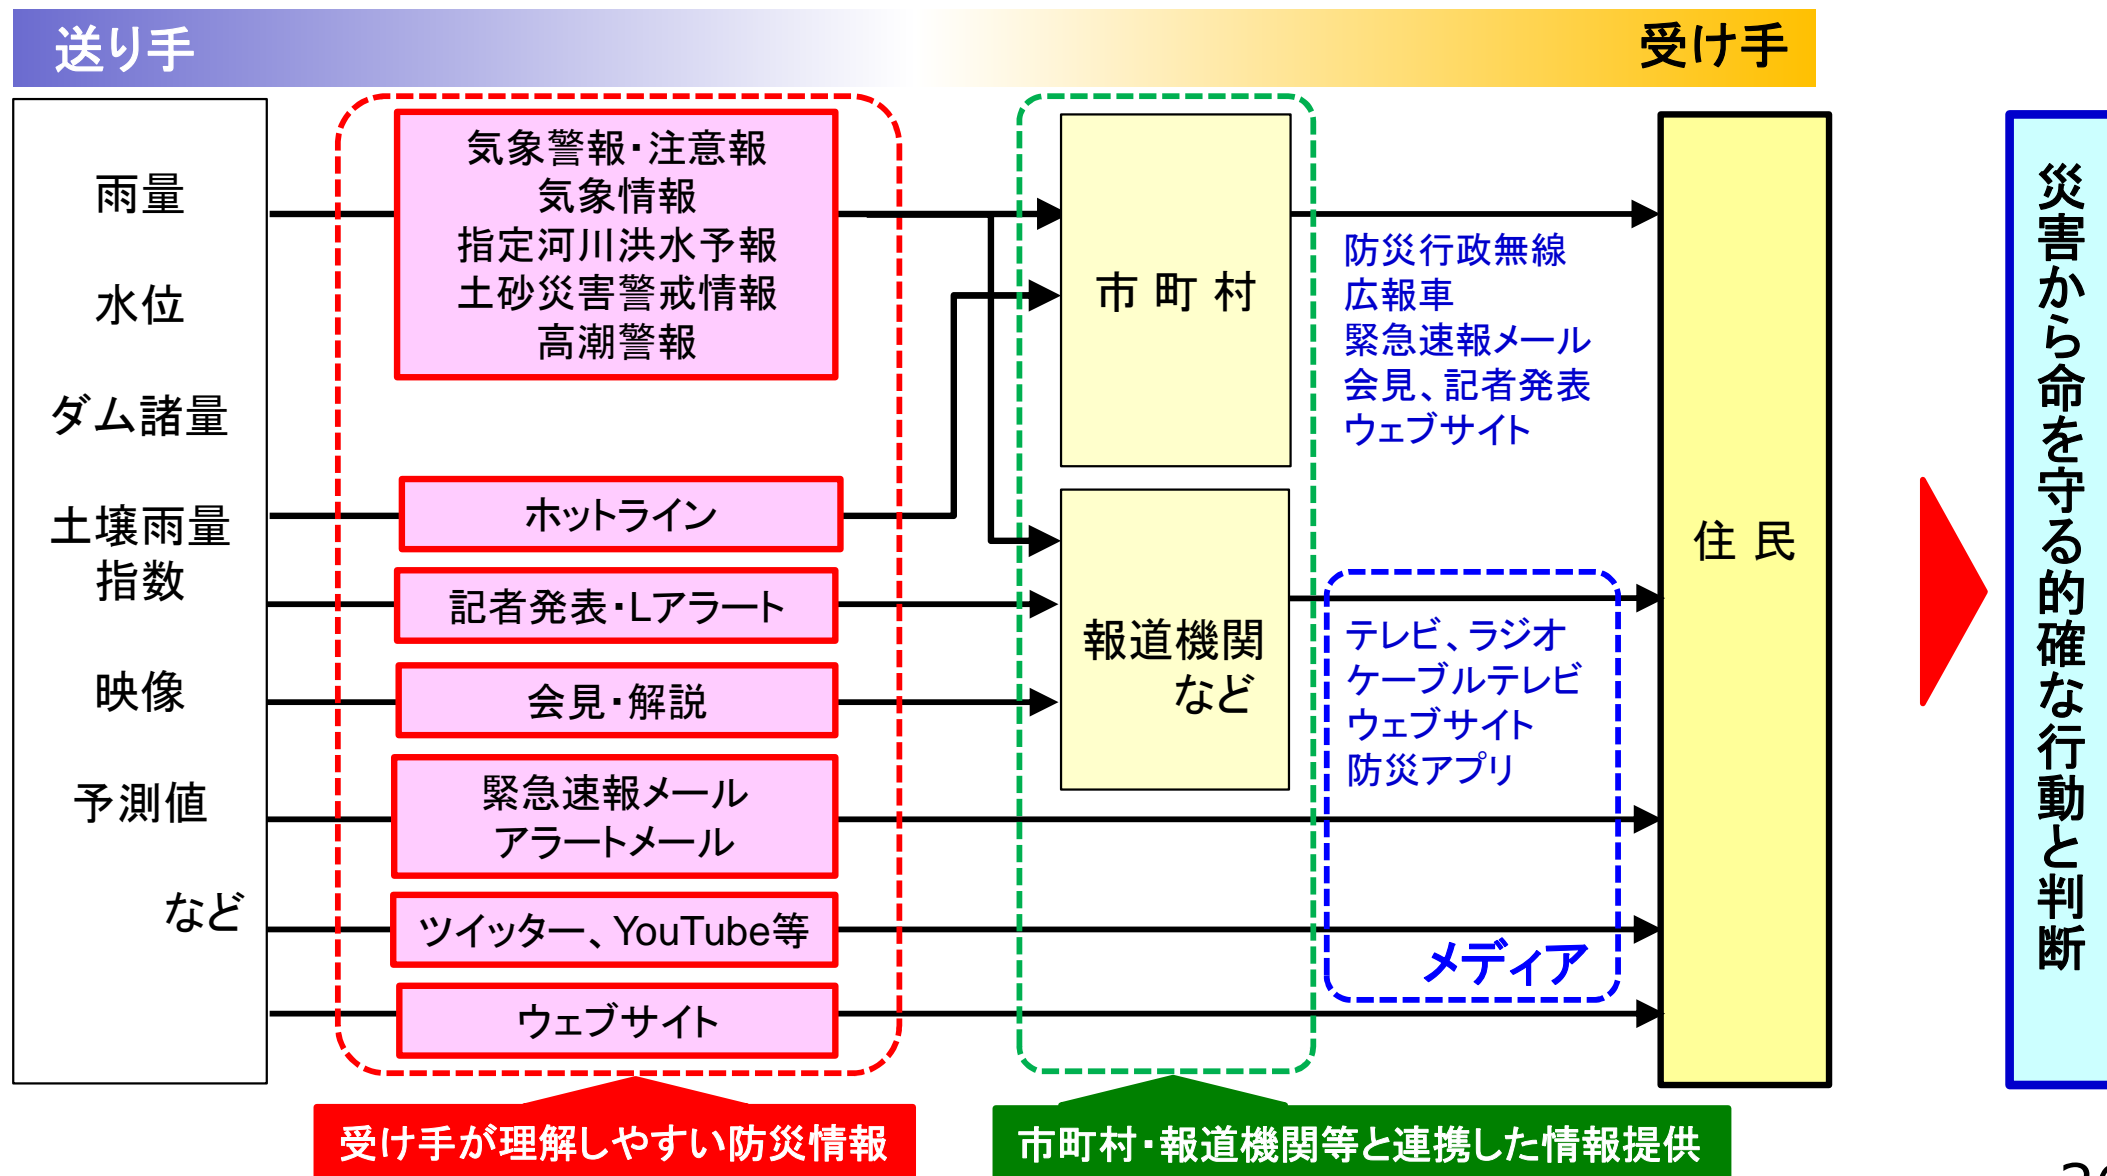 送り手
受け手
雨量
水位
ダム諸量
土壌雨量
指数
映像
予測値
など
気象警報・注意報
気象情報
指定河川洪水予報
土砂災害警戒情報
高潮警報
ホットライン
記者発表・Lアラート
会見・解説
緊急速報メール
アラートメール
ツイッター、YouTube等
ウェブサイト
市町村
報道機関
など
防災行政無線
広報車
緊急速報メール
会見、記者発表
ウェブサイト
テレビ、ラジオ
ケーブルテレビ
ウェブサイト
防災アプリ
メディア
住民
災害から命を守る的確な行動と判断
受け手が理解しやすい防災情報
市町村・報道機関等と連携した情報提供